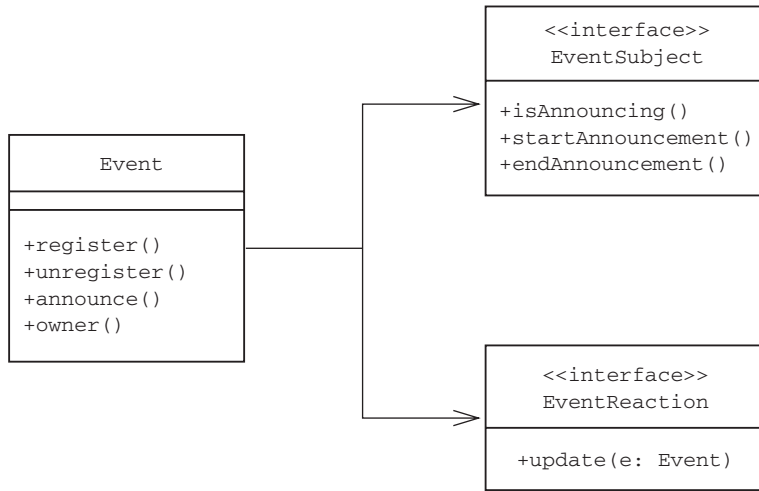 Event
+register()
+unregister()
+announce()
+owner()
<<interface>>
EventSubject
+isAnnouncing()
+startAnnouncement()
+endAnnouncement()
<<interface>>
EventReaction
+update(e: Event)